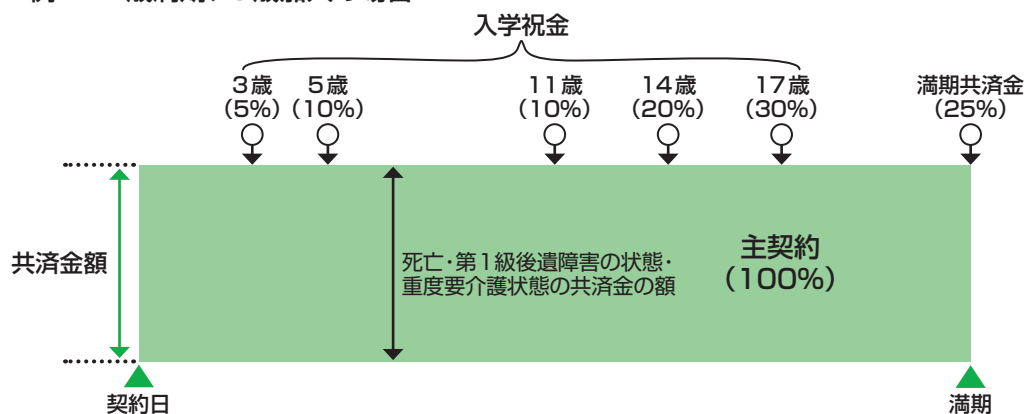 入学祝金
3歳 5歳 11歳 14歳 17歳 満期共済金
(5%) (10%) (10%) (20%) (30%) (25%)
共済金額
死亡・第1級後遺障害の状態・
重度要介護状態の共済金の額
主契約
(100%)
契約日 満期